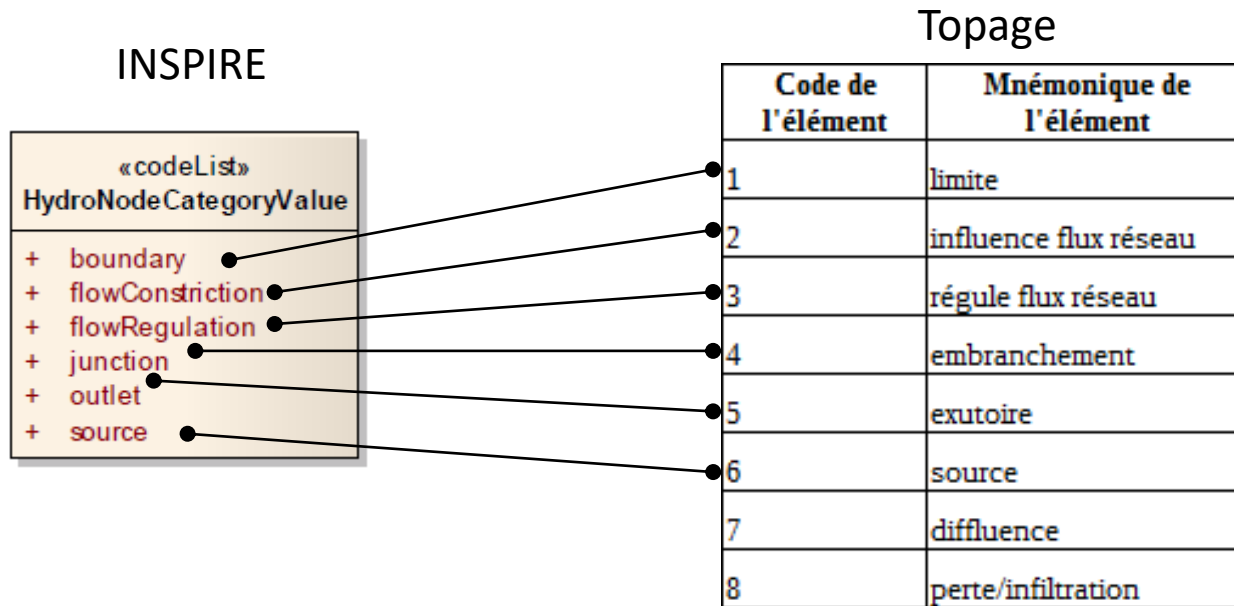 INSPIRE
«codeList»
HydroNodeCategoryValue
+ boundary
+ flowConstriction
+ flowRegulation
+ junction
+ outlet
+ source
Topage
Code de l'élément Mnémonique de l'élément
1 limite
2 influence flux réseau
3 régule flux réseau
4 embranchement
5 exutoire
6 source
7 diffluence
8 perte/infiltration